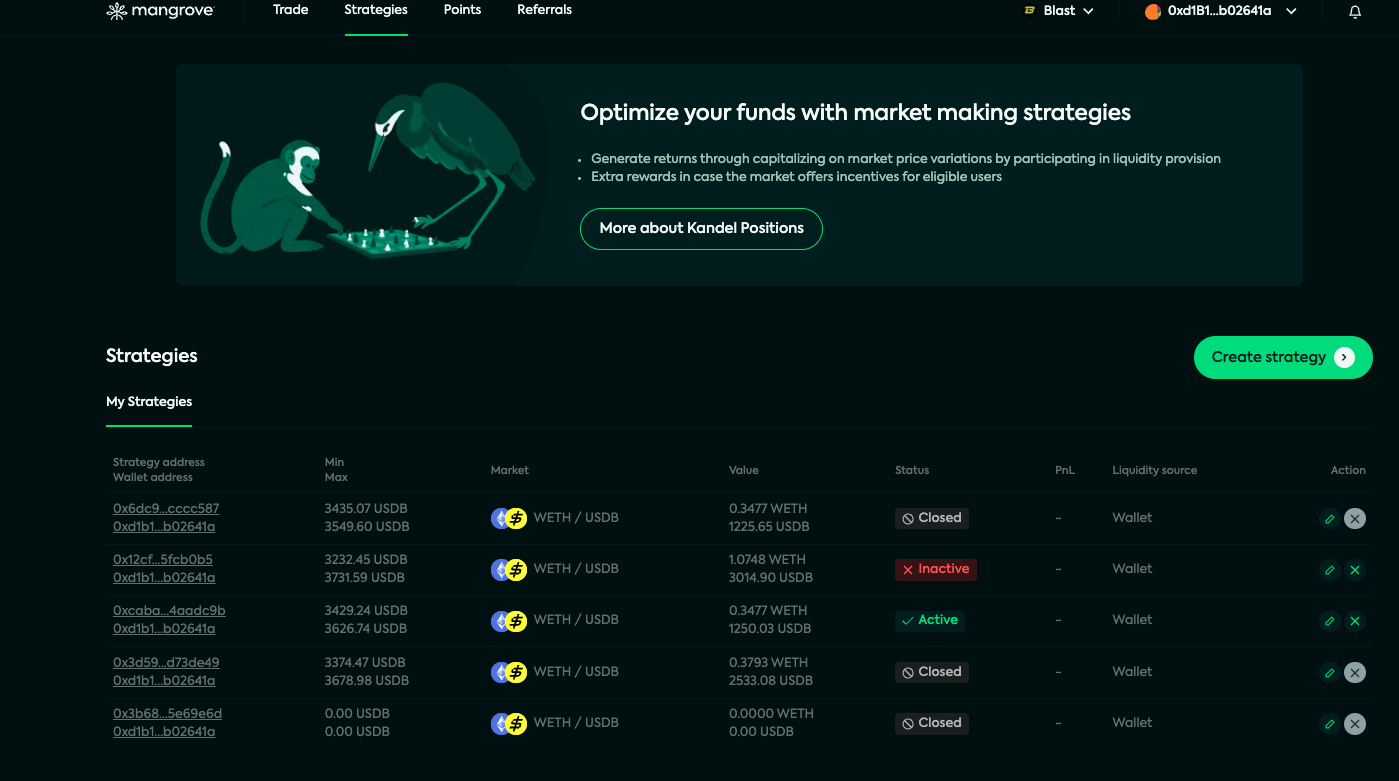 mangrove
Trade
Strategies
Points
Referrals
Blast
0xd1B1...b02641a
Optimize your funds with market making strategies
Generate returns through capitalizing on market price variations by participating in liquidity provision
Extra rewards in case the market offers incentives for eligible users
More about Kandel Positions
Strategies
Create strategy
My Strategies
Strategy address
Wallet address
Min
Max
Market
Value
Status
PnL
Liquidity source
Action
0x6dc9...cccc587
0xd1b1...b02641a
3435.07 USDB
3549.60 USDB
WETH / USDB
0.3477 WETH
1225.65 USDB
Closed
-
Wallet
0x12cf...5fcb0b5
0xd1b1...b02641a
3232.45 USDB
3731.59 USDB
WETH / USDB
1.0748 WETH
3014.90 USDB
Inactive
-
Wallet
0xcaba...4aadc9b
0xd1b1...b02641a
3429.24 USDB
3626.74 USDB
WETH / USDB
0.3477 WETH
1250.03 USDB
Active
-
Wallet
0x3d59...d73de49
0xd1b1...b02641a
3374.47 USDB
3678.98 USDB
WETH / USDB
0.3793 WETH
2533.08 USDB
Closed
-
Wallet
0x3b68...5e69e6d
0xd1b1...b02641a
0.00 USDB
0.00 USDB
WETH / USDB
0.0000 WETH
0.00 USDB
Closed
-
Wallet